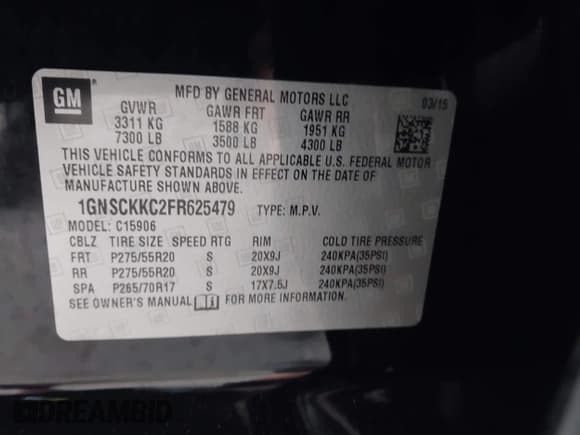 GM
MFD BY GENERAL MOTORS LLC
03/15
GVWR GAWR FRT GAWR RR
3311 KG 1588 KG 1951 KG
7300 LB 3500 LB 4300 LB
THIS VEHICLE CONFORMS TO ALL APPLICABLE U.S. FEDERAL MOTOR
VEHICLE SAFETY STANDARDS IN EFFECT ON THE DATE OF
MANUFACTURE SHOWN ABOVE.
1GNSCKKC2FR625479 TYPE: M.P.V.
MODEL: C15906
CBLZ TIRE SIZE SPEED RTG RIM COLD TIRE PRESSURE
FRT P275/55R20 S 20X9J 240KPA(35PSI)
RR P275/55R20 S 20X9J 240KPA(35PSI)
SPA P265/70R17 S 17X7.5J 240KPA(35PSI)
SEE OWNER'S MANUAL FOR MORE INFORMATION.
DREAMBID